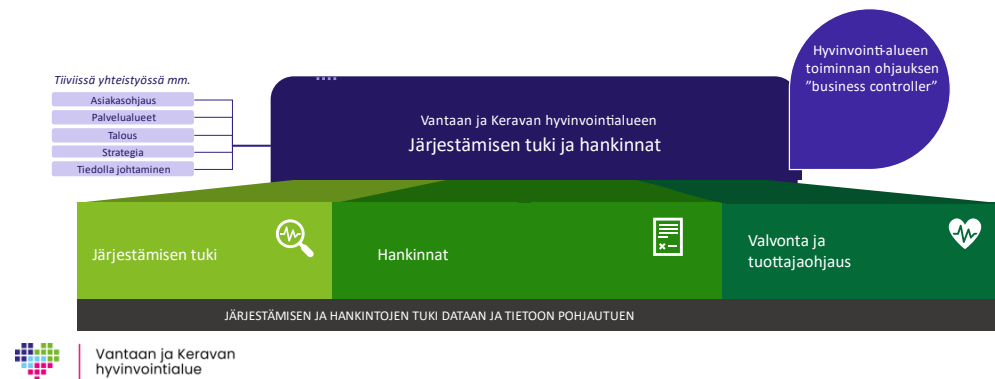 Hyvinvointi-alueen
toiminnan ohjauksen
”business controller”
Tiiviissä yhteistyössä mm.
Asiakasohjaus
Palvelualueet
Talous
Strategia
Tiedolla johtaminen
Vantaan ja Keravan hyvinvointialueen
Järjestämisen tuki ja hankinnat
Järjestämisen tuki
Hankinnat
Valvonta ja
tuottajaohjaus
JÄRJESTÄMISEN JA HANKINTOJEN TUKI DATAAN JA TIETOON POHJAUTUEN
Vantaan ja Keravan
hyvinvointialue